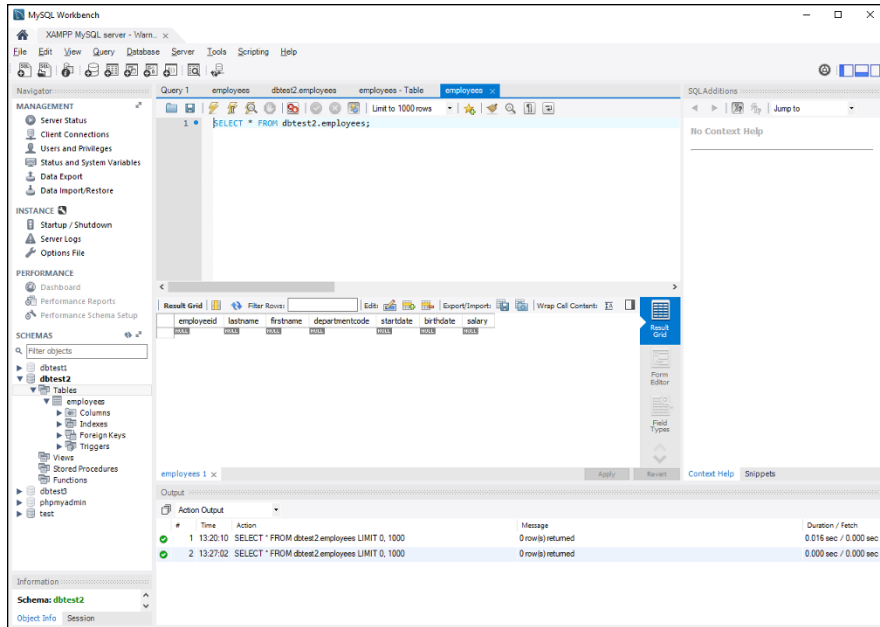 MySQL Workbench
XAMPP MySQL server - Warn... ×
File Edit View Query Database Server Tools Scripting Help
Navigator
MANAGEMENT
Server Status
Client Connections
Users and Privileges
Status and System Variables
Data Export
Data Import/Restore
INSTANCE
Startup / Shutdown
Server Logs
Options File
PERFORMANCE
Dashboard
Performance Reports
Performance Schema Setup
SCHEMAS
Filter objects
dbtest1
dbtest2
Tables
employees
Columns
Indexes
Foreign Keys
Triggers
Views
Stored Procedures
Functions
dbtest3
phpmyadmin
test
Information
Schema: dbtest2
Object Info Session
Query 1 employees dbtest2.employees employees - Table employees ×
Limit to 1000 rows
1 SELECT * FROM dbtest2.employees;
Result Grid Filter Rows: Edit: Export/Import: Wrap Cell Content:
employeeid lastname firstname departmentcode startdate birthdate salary
NULL NULL NULL NULL NULL NULL NULL
Result
Grid
Form
Editor
Field
Types
employees 1 × Apply Revert
SQLAdditions
Jump to
No Context Help
Context Help Snippets
Output
Action Output
# Time Action Message Duration / Fetch
1 13:20:10 SELECT * FROM dbtest2.employees LIMIT 0, 1000 0 row(s) returned 0.016 sec / 0.000 sec
2 13:27:02 SELECT * FROM dbtest2.employees LIMIT 0, 1000 0 row(s) returned 0.000 sec / 0.000 sec